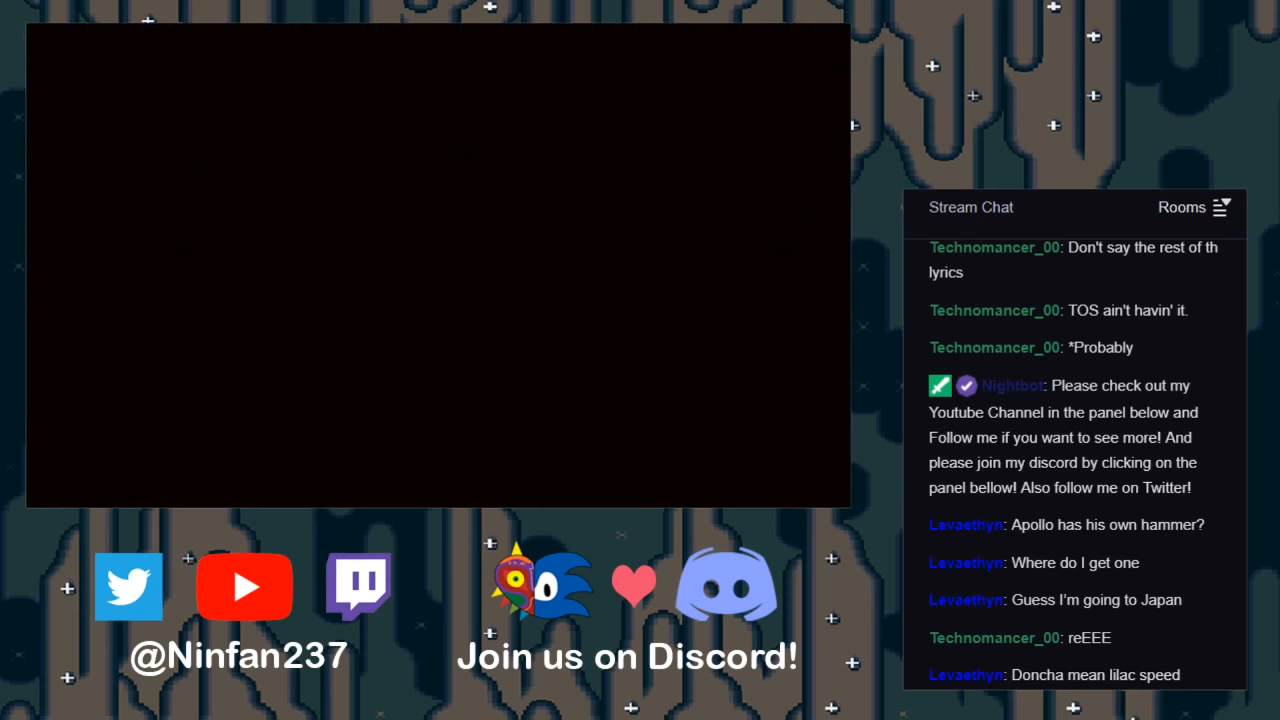 Stream Chat
Rooms
Technomancer_00: Don't say the rest of th
lyrics
Technomancer_00: TOS ain't havin' it.
Technomancer_00: *Probably
Nightbot: Please check out my
Youtube Channel in the panel below and
Follow me if you want to see more! And
please join my discord by clicking on the
panel bellow! Also follow me on Twitter!
Levaethyn: Apollo has his own hammer?
Levaethyn: Where do I get one
Levaethyn: Guess I'm going to Japan
Technomancer_00: reEEE
Levaethyn: Doncha mean lilac speed
@Ninfan237
Join us on Discord!